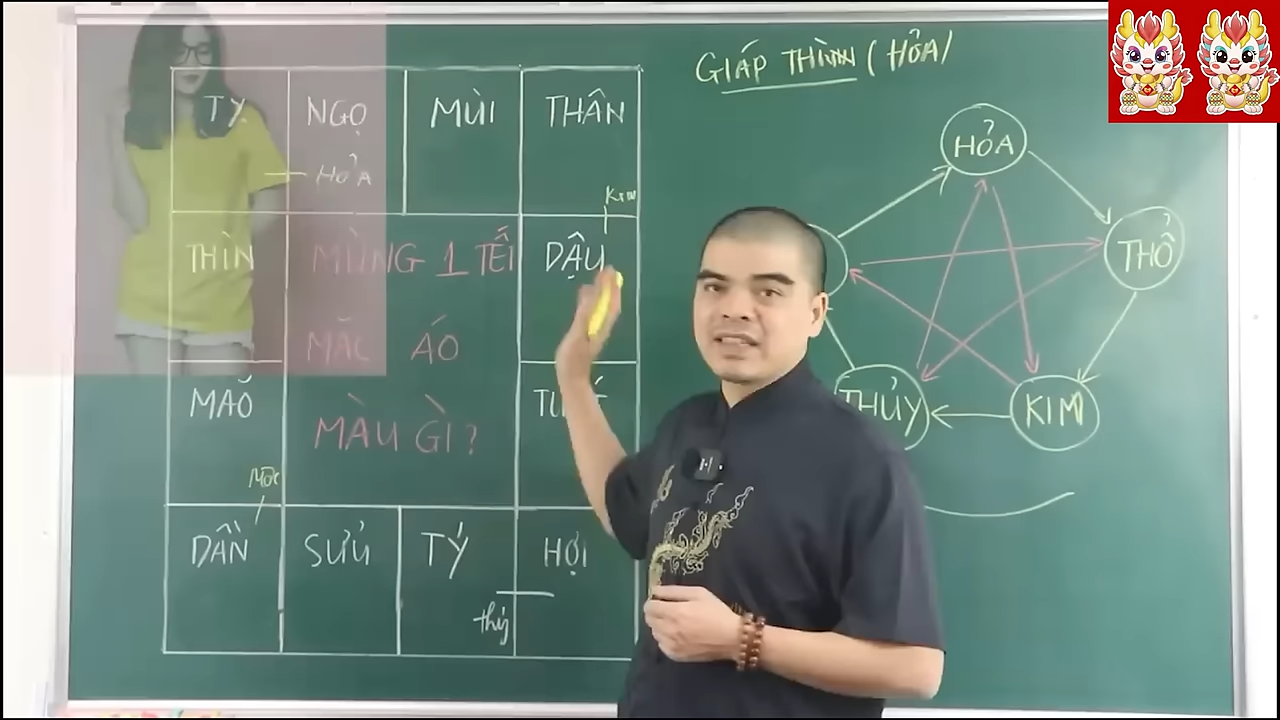 GIÁP THÌN (HỎA)
TỴ NGỌ MÙI THÂN
HỎA
KIM
THÌN DẬU
MÙNG 1 TẾT
MẶC ÁO
MÀU GÌ?
MÃO
MỘC
DẦN SỬU TÝ HỢI
thủy
HỎA
THỔ
THỦY KIM